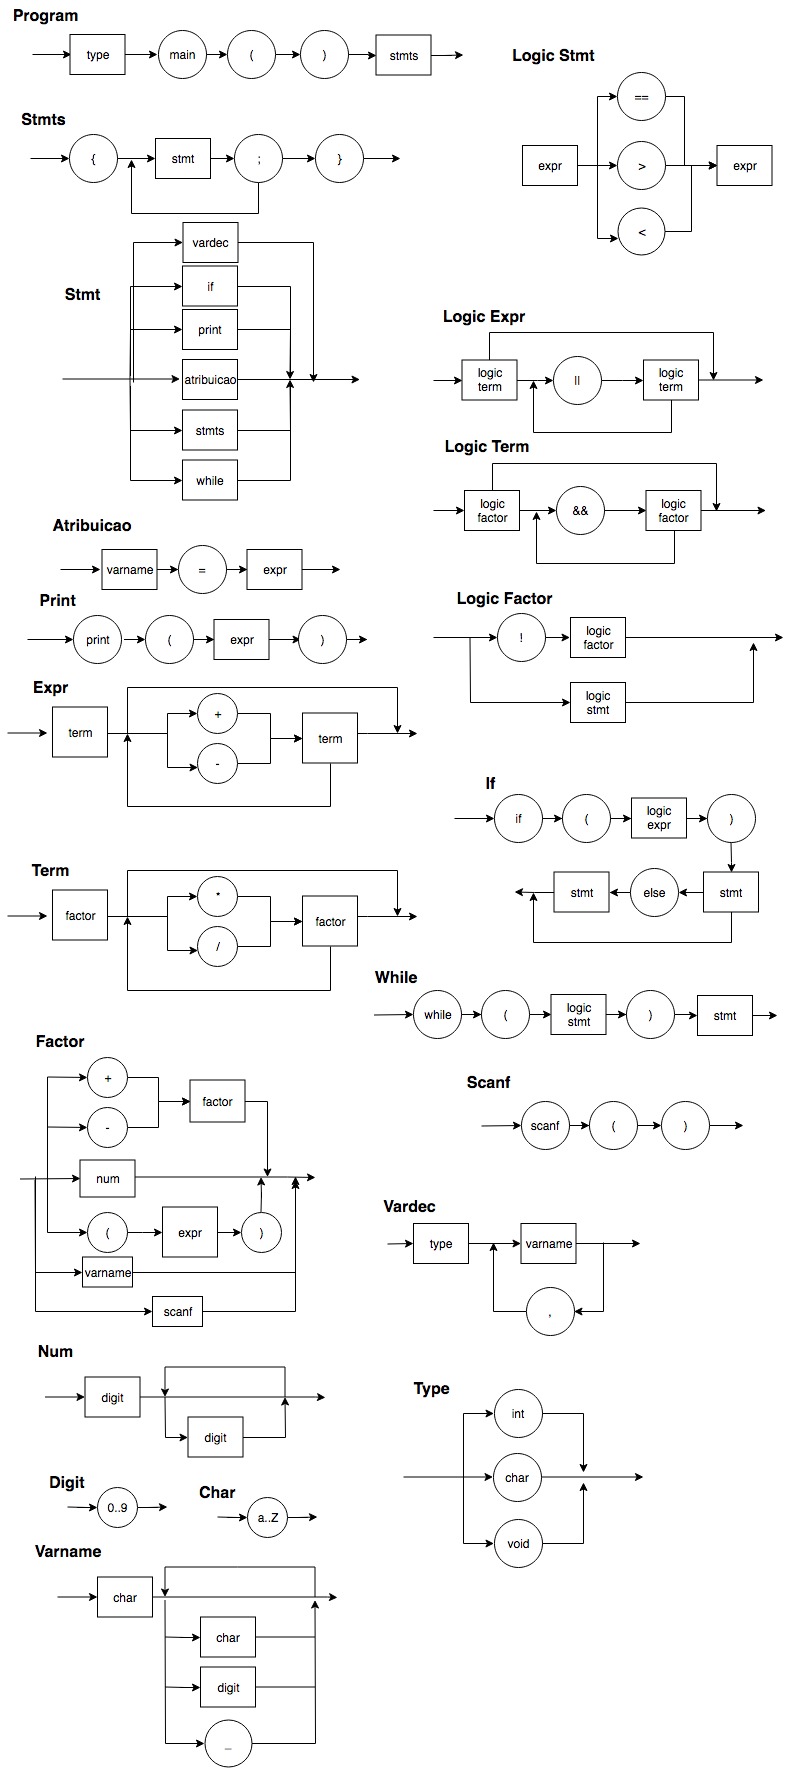 Program
type main ( ) stmts
Stmts
{ stmt ; }
Stmt
vardec
if
print
atribuicao
stmts
while
Atribuicao
varname = expr
Print
print ( expr )
Expr
term + term
-
Term
factor * factor
/
Factor
+
factor
-
num
( expr )
varname
scanf
Num
digit
digit
Digit
0..9
Char
a..Z
Varname
char
char
digit
_
Logic Stmt
==
expr > expr
<
Logic Expr
logic
term
||
logic
term
Logic Term
logic
factor
&&
logic
factor
Logic Factor
!
logic
factor
logic
stmt
If
if (
logic
expr
)
stmt else stmt
While
while (
logic
stmt
) stmt
Scanf
scanf ( )
Vardec
type varname
,
Type
int
char
void